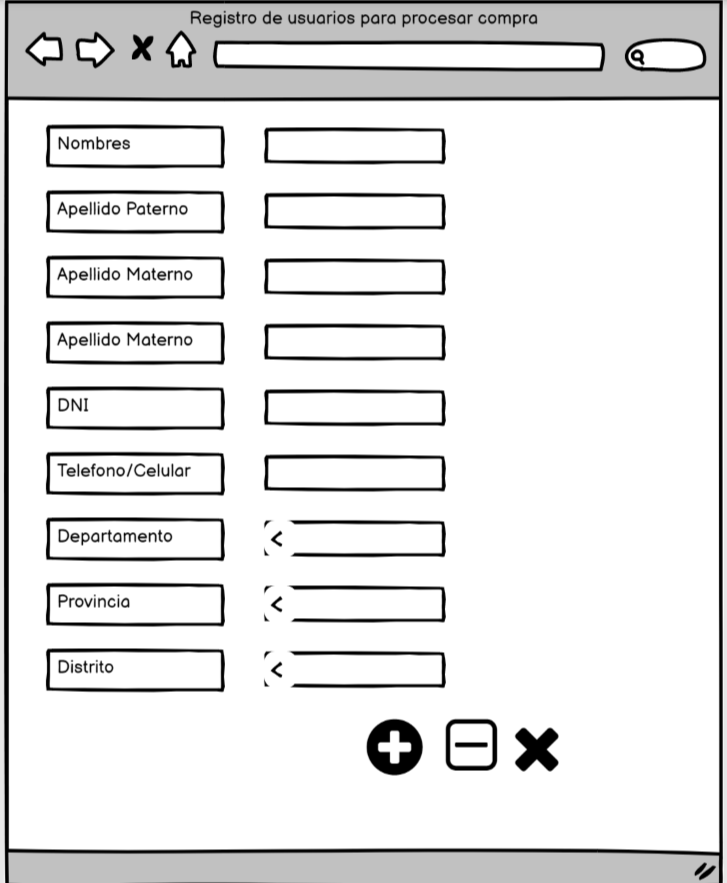 Registro de usuarios para procesar compra
Nombres
Apellido Paterno
Apellido Materno
Apellido Materno
DNI
Telefono/Celular
Departamento
Provincia
Distrito